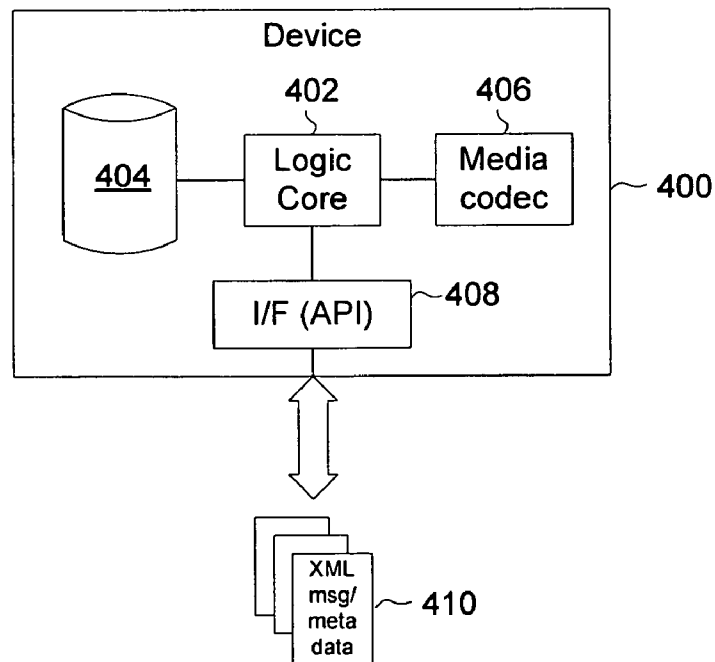 Device
402
406
404
Logic
Core
Media
codec
400
I/F (API)
408
XML
msg/
meta
data
410